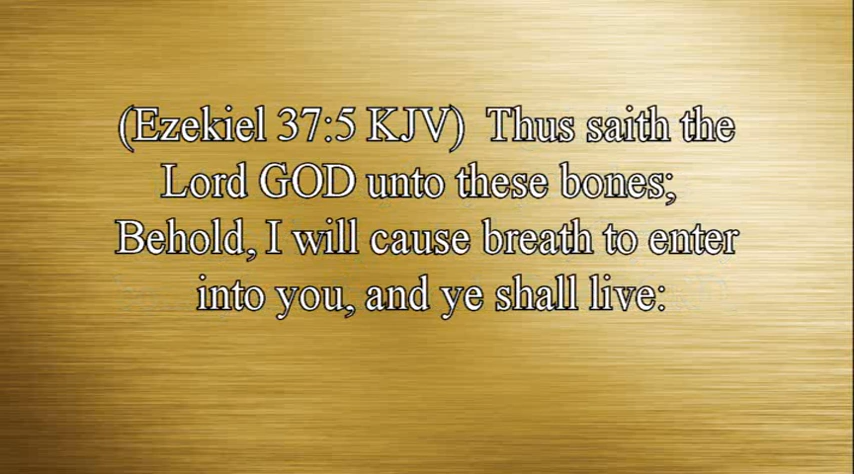 (Ezekiel 37:5 KJV)  Thus saith the
Lord GOD unto these bones;
Behold, I will cause breath to enter
into you, and ye shall live: